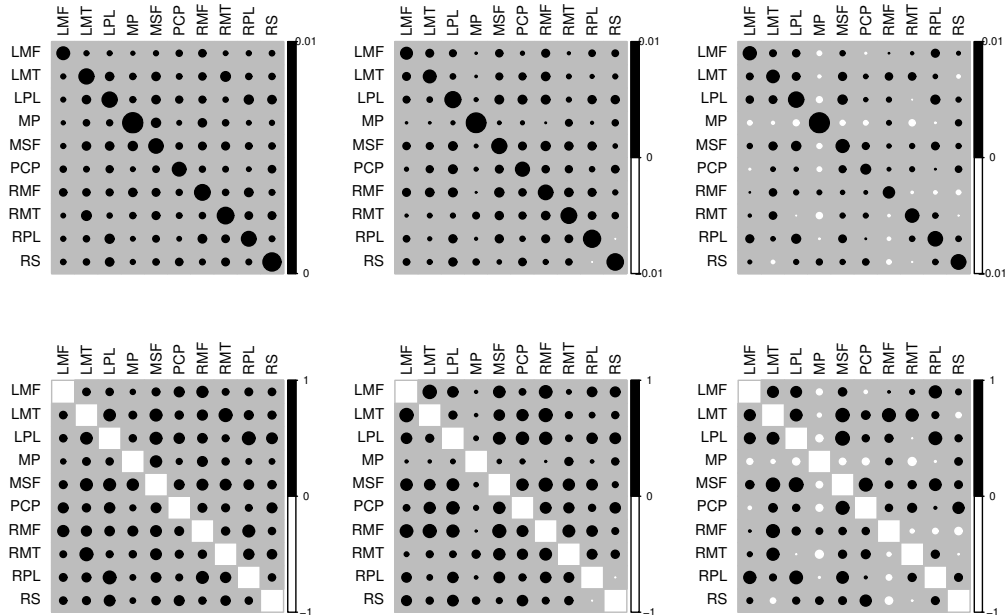 LMF LMT LPL MP MSF PCP RMF RMT RPL RS
LMF
LMT
LPL
MP
MSF
PCP
RMF
RMT
RPL
RS
0.01
0
LMF LMT LPL MP MSF PCP RMF RMT RPL RS
LMF
LMT
LPL
MP
MSF
PCP
RMF
RMT
RPL
RS
0.01
0
−0.01
LMF LMT LPL MP MSF PCP RMF RMT RPL RS
LMF
LMT
LPL
MP
MSF
PCP
RMF
RMT
RPL
RS
0.01
0
−0.01
LMF LMT LPL MP MSF PCP RMF RMT RPL RS
LMF
LMT
LPL
MP
MSF
PCP
RMF
RMT
RPL
RS
1
0
−1
LMF LMT LPL MP MSF PCP RMF RMT RPL RS
LMF
LMT
LPL
MP
MSF
PCP
RMF
RMT
RPL
RS
1
0
−1
LMF LMT LPL MP MSF PCP RMF RMT RPL RS
LMF
LMT
LPL
MP
MSF
PCP
RMF
RMT
RPL
RS
1
0
−1